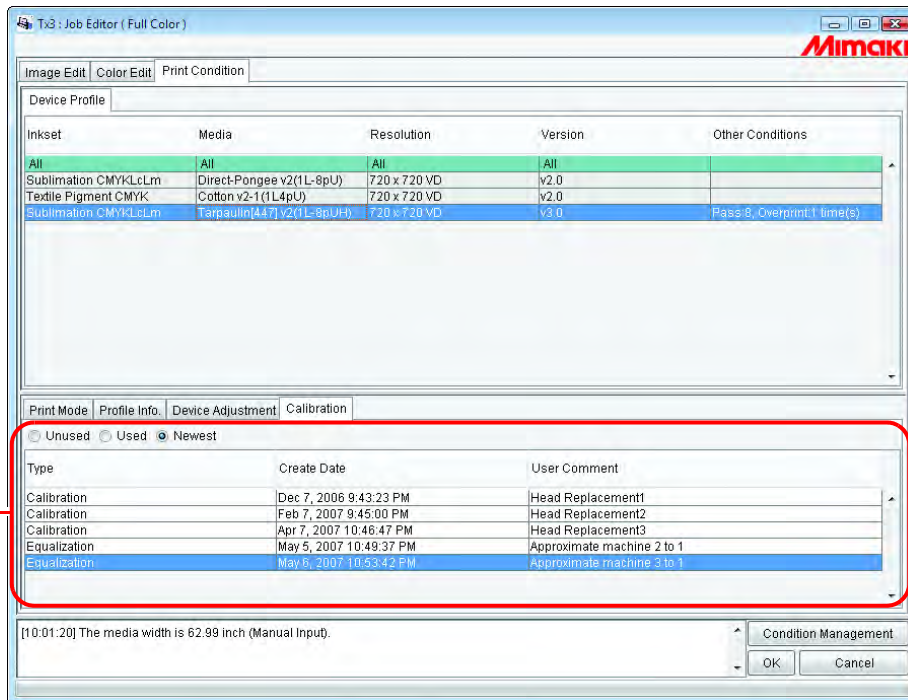 Tx3 : Job Editor ( Full Color )
Mimaki
Image Edit Color Edit Print Condition
Device Profile
Inkset Media Resolution Version Other Conditions
All All All All
Sublimation CMYKLcLm Direct-Pongee v2(1L-8pU) 720 x 720 VD v2.0
Textile Pigment CMYK Cotton v2-1(1L4pU) 720 x 720 VD v2.0
Sublimation CMYKLcLm Tarpaulin[447] v2(1L-8pUH) 720 x 720 VD v3.0 Pass:8, Overprint:1 time(s)
Print Mode Profile Info. Device Adjustment Calibration
Unused Used Newest
Type Create Date User Comment
Calibration Dec 7, 2006 9:43:23 PM Head Replacement1
Calibration Feb 7, 2007 9:45:00 PM Head Replacement2
Calibration Apr 7, 2007 10:46:47 PM Head Replacement3
Equalization May 5, 2007 10:49:37 PM Approximate machine 2 to 1
Equalization May 6, 2007 10:53:42 PM Approximate machine 3 to 1
[10:01:20] The media width is 62.99 inch (Manual Input).
Condition Management
OK Cancel